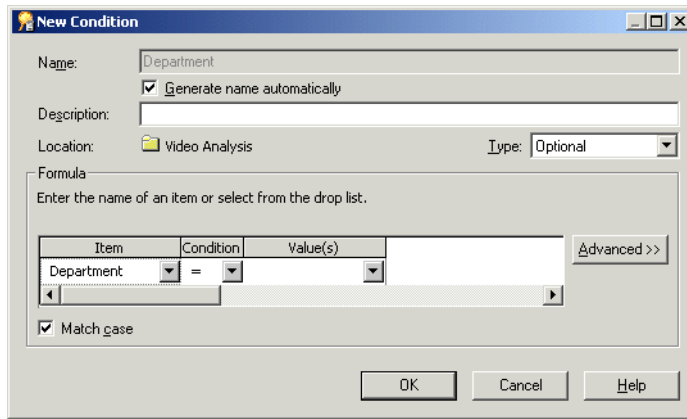 New Condition
Name: Department
Generate name automatically
Description:
Location: Video Analysis Type: Optional
Formula
Enter the name of an item or select from the drop list.
Item Condition Value(s)
Department = Advanced >>
Match case
OK Cancel Help